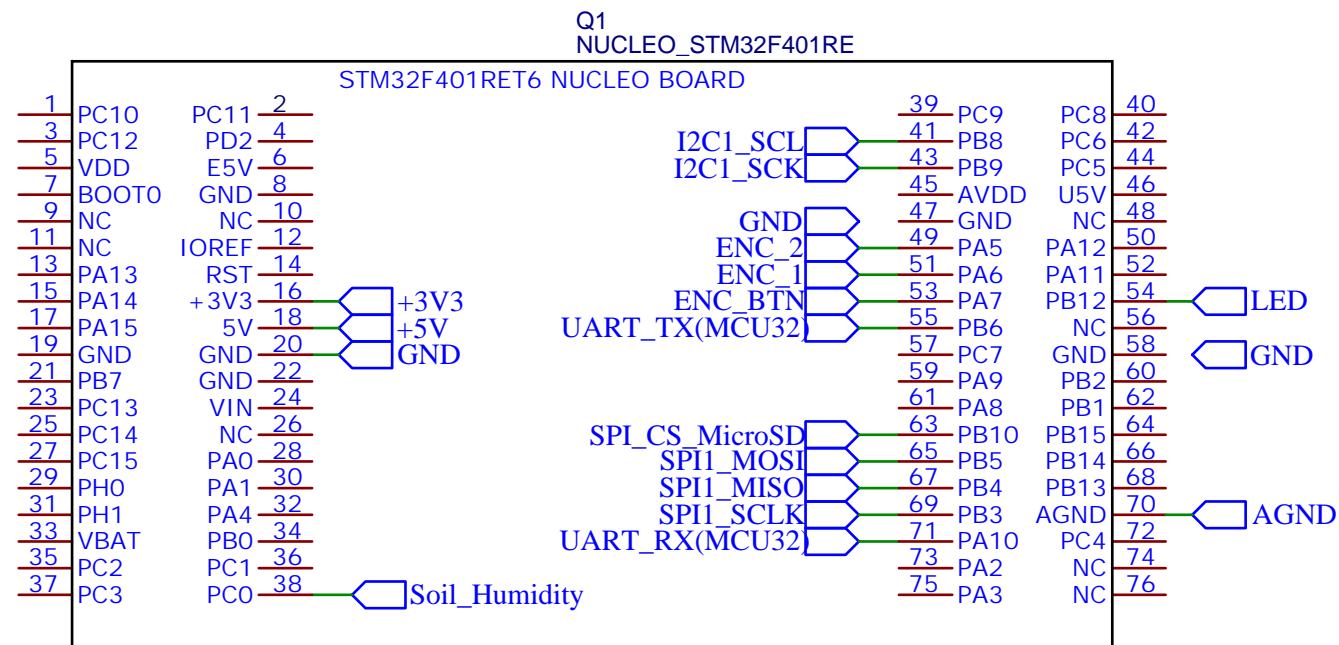 Q1
NUCLEO_STM32F401RE
STM32F401RET6 NUCLEO BOARD
1 PC10 PC11 2
3 PC12 PD2 4
5 VDD E5V 6
7 BOOT0 GND 8
9 NC NC 10
11 NC IOREF 12
13 PA13 RST 14
15 PA14 +3V3 16 +3V3
17 PA15 5V 18 +5V
19 GND GND 20 GND
21 PB7 GND 22
23 PC13 VIN 24
25 PC14 NC 26
27 PC15 PA0 28
29 PH0 PA1 30
31 PH1 PA4 32
33 VBAT PB0 34
35 PC2 PC1 36
37 PC3 PC0 38 Soil_Humidity
39 PC9 PC8 40
I2C1_SCL 41 PB8 PC6 42
I2C1_SCK 43 PB9 PC5 44
45 AVDD U5V 46
GND 47 GND NC 48
ENC_2 49 PA5 PA12 50
ENC_1 51 PA6 PA11 52
ENC_BTN 53 PA7 PB12 54 LED
UART_TX(MCU32) 55 PB6 NC 56
57 PC7 GND 58 GND
59 PA9 PB2 60
61 PA8 PB1 62
SPI_CS_MicroSD 63 PB10 PB15 64
SPI1_MOSI 65 PB5 PB14 66
SPI1_MISO 67 PB4 PB13 68
SPI1_SCLK 69 PB3 AGND 70 AGND
UART_RX(MCU32) 71 PA10 PC4 72
73 PA2 NC 74
75 PA3 NC 76